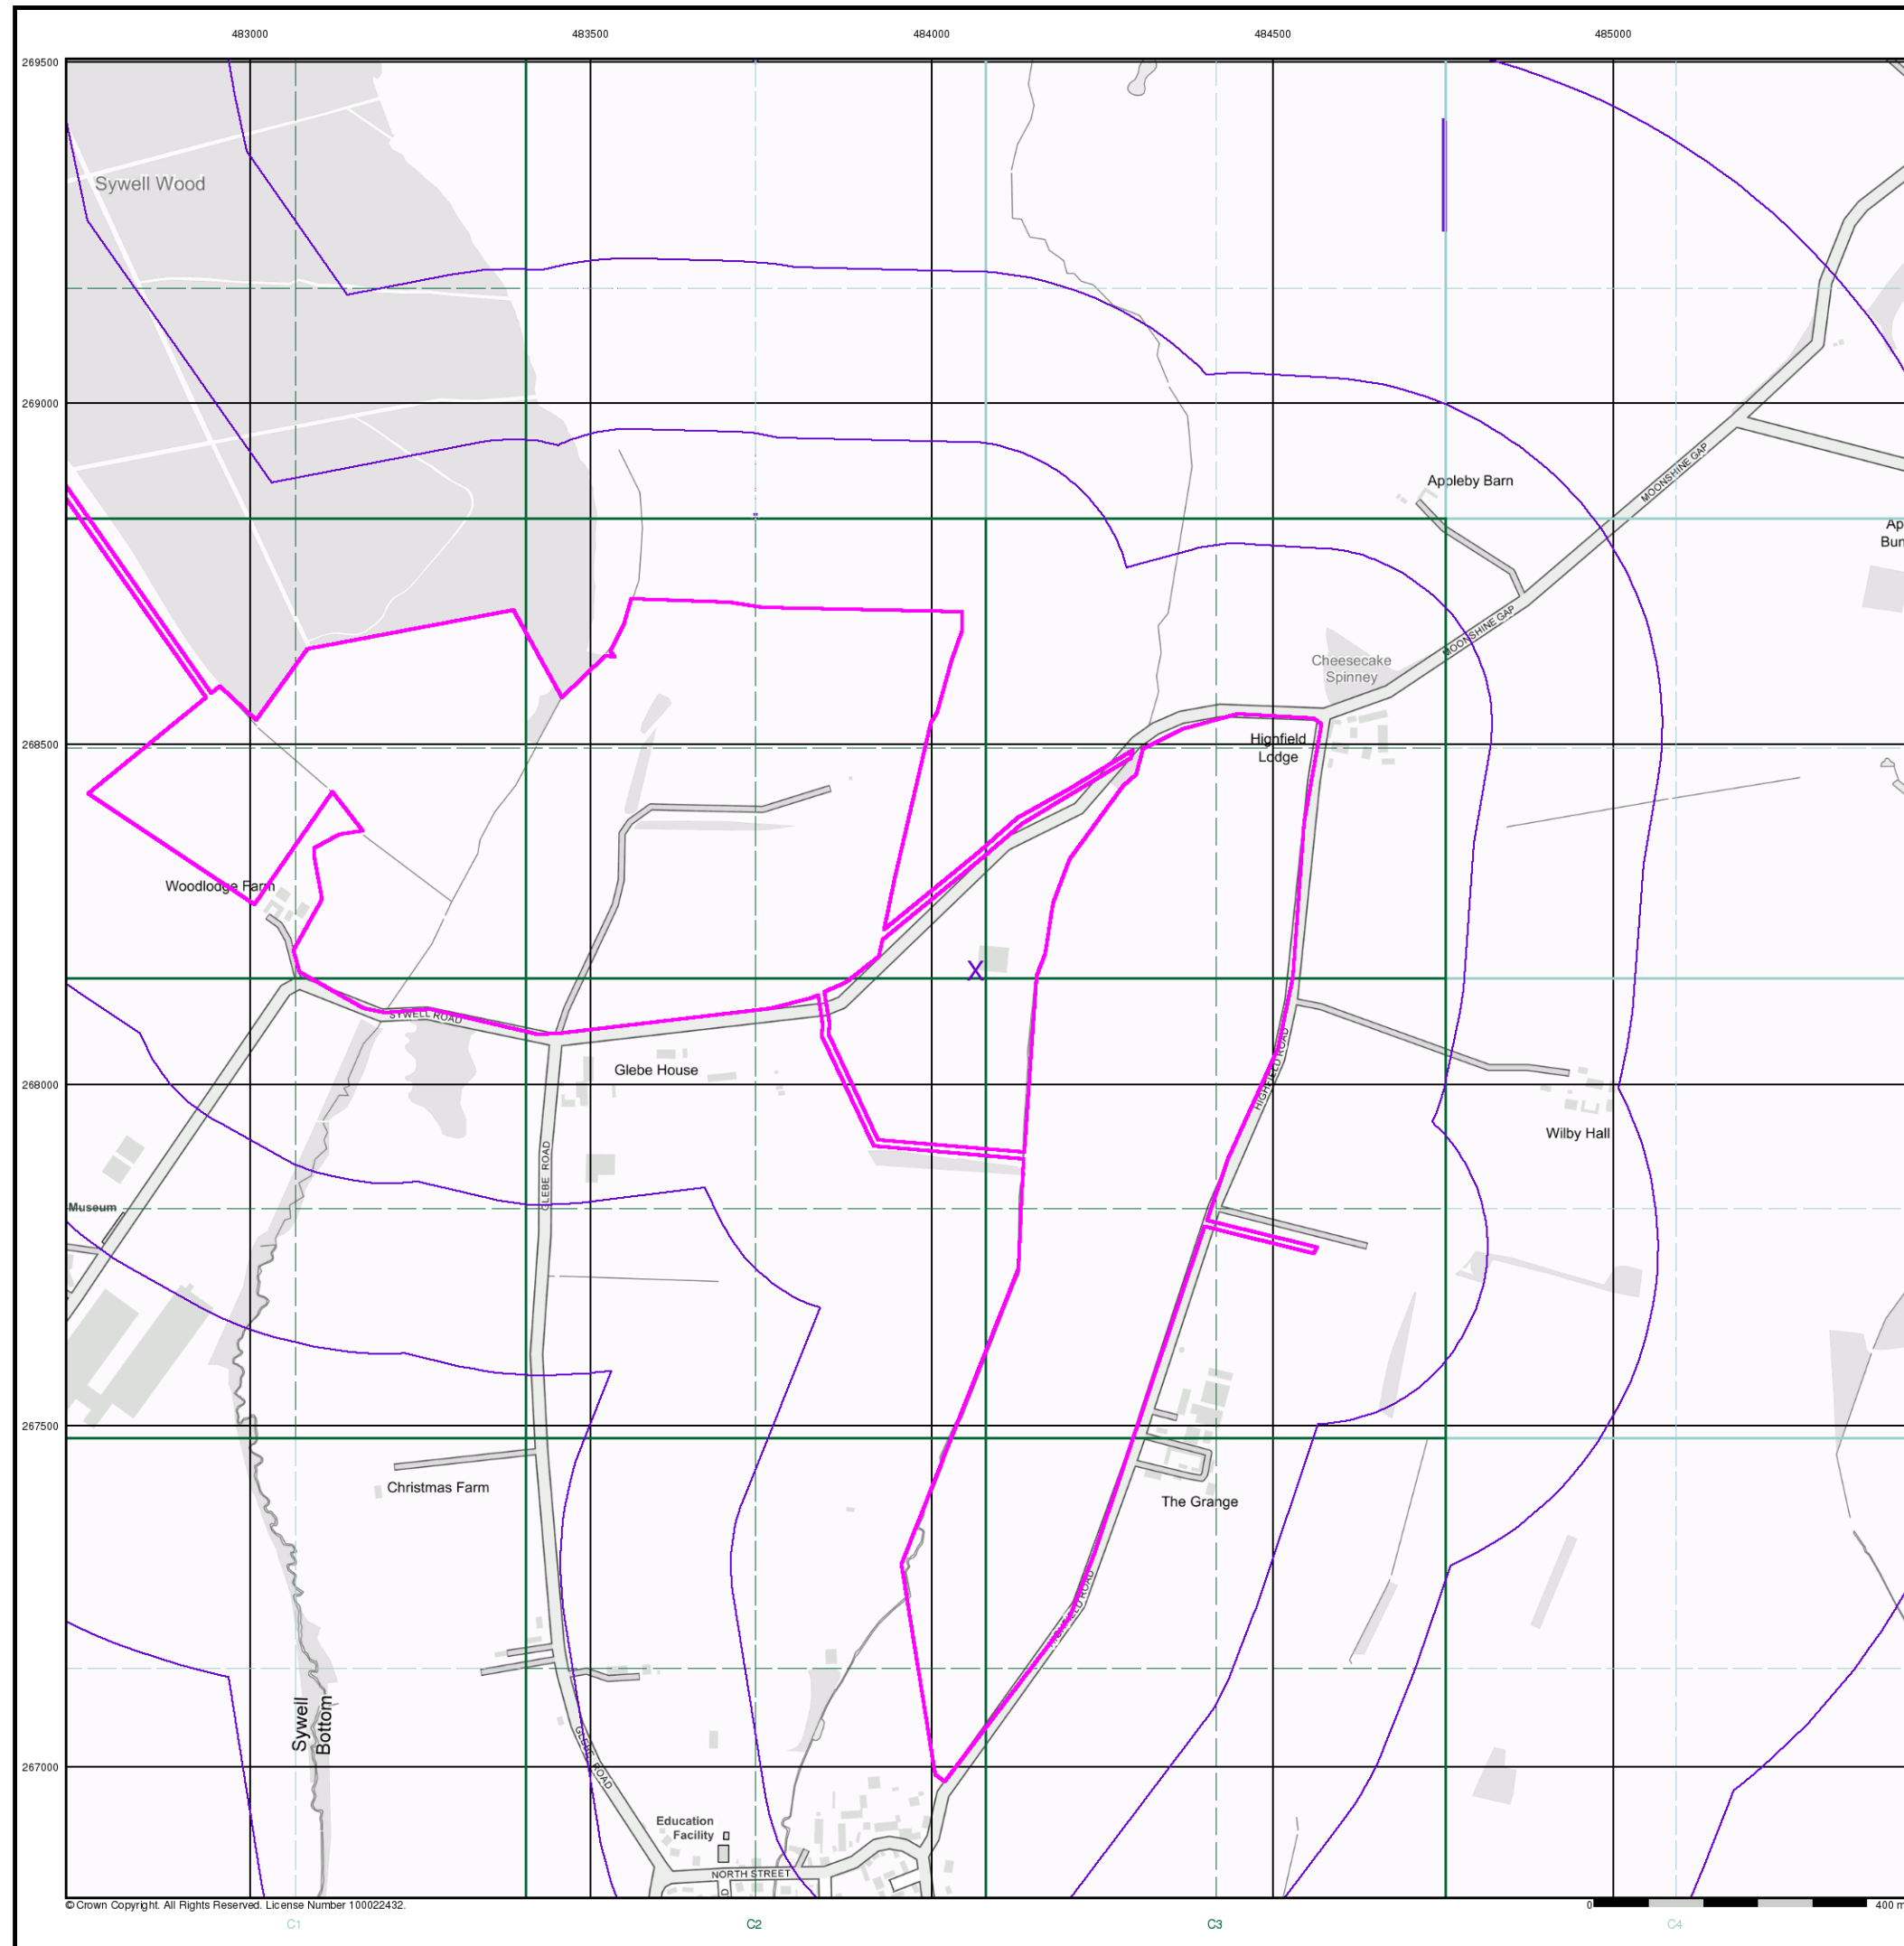 483000 483500 484000 484500 485000
269500
Sywell Wood
269000
Appleby Barn
MOONSHINE GAP
Ap
Bun
MOONSHINE GAP
Cheesecake
Spinney
268500
Highfield
Lodge
Woodlodge Farm
X
SYWELL ROAD
Glebe House
HIGHFIELD ROAD
268000
Wilby Hall
GLEBE ROAD
Museum
267500
Christmas Farm
The Grange
HIGHFIELD ROAD
Sywell
Bottom
GLEBE ROAD
267000
Education
Facility
NORTH STREET
D
© Crown Copyright. All Rights Reserved. License Number 100022432.
0 400 m
C1 C2 C3 C4